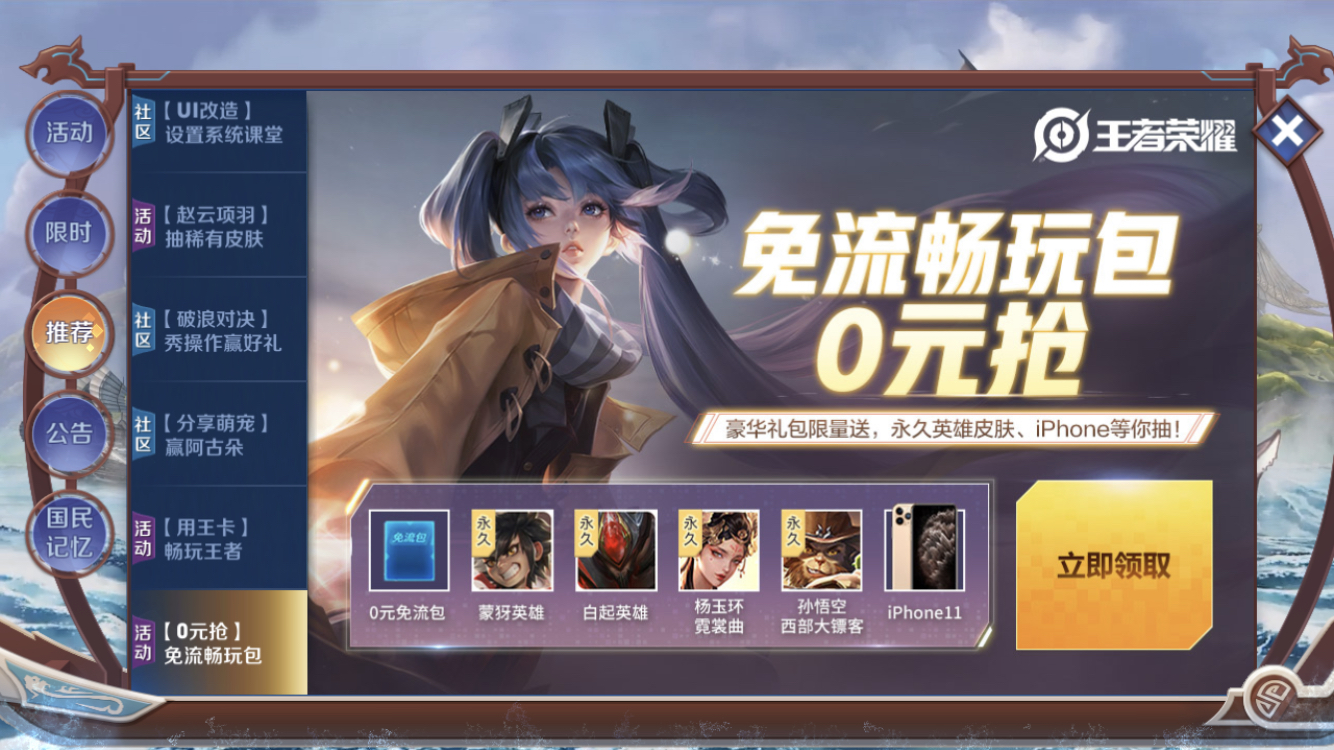 活动
限时
推荐
公告
国民
记忆
社区
【UI改造】
设置系统课堂
活动
【赵云项羽】
抽稀有皮肤
社区
【破浪对决】
秀操作赢好礼
社区
【分享萌宠】
赢阿古朵
活动
【用王卡】
畅玩王者
活动
【0元抢】
免流畅玩包
王者荣耀
免流畅玩包
0元抢
豪华礼包限量送，永久英雄皮肤、iPhone等你抽！
免流包
0元免流包
永久
蒙犽英雄
永久
白起英雄
永久
杨玉环
霓裳曲
永久
孙悟空
西部大镖客
iPhone11
立即领取